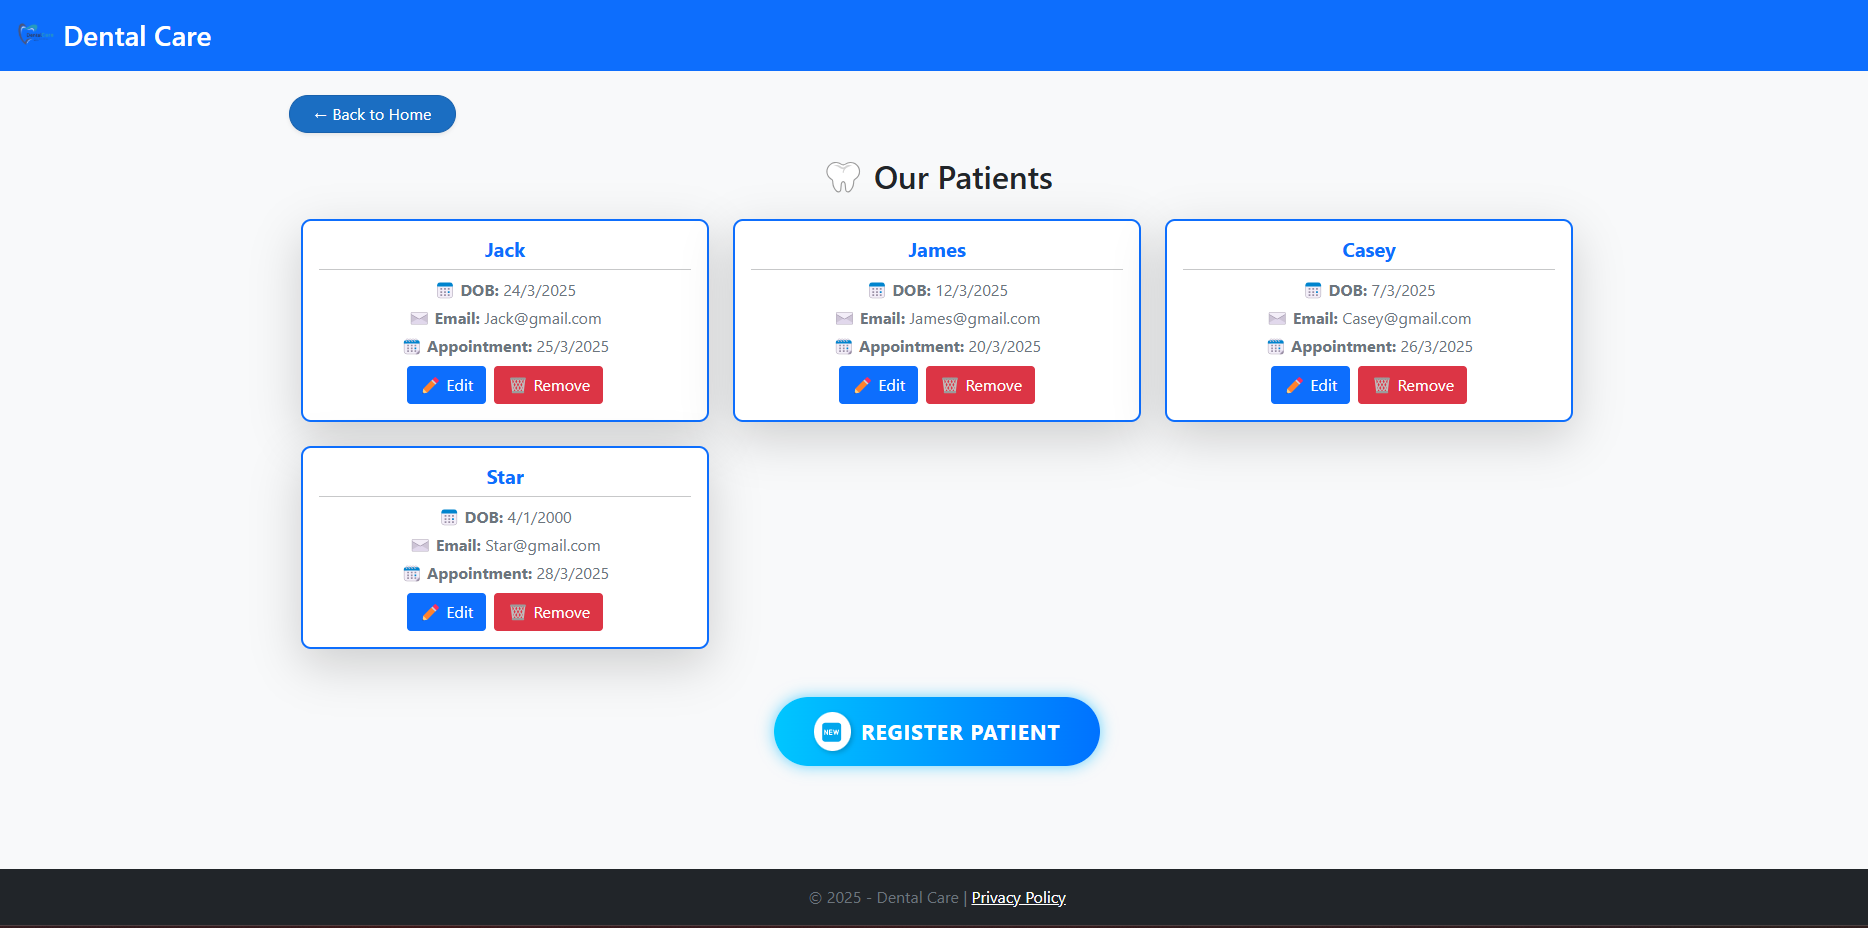 Dental Care
← Back to Home
Our Patients
Jack
DOB: 24/3/2025
Email: Jack@gmail.com
Appointment: 25/3/2025
Edit Remove
James
DOB: 12/3/2025
Email: James@gmail.com
Appointment: 20/3/2025
Edit Remove
Casey
DOB: 7/3/2025
Email: Casey@gmail.com
Appointment: 26/3/2025
Edit Remove
Star
DOB: 4/1/2000
Email: Star@gmail.com
Appointment: 28/3/2025
Edit Remove
NEW REGISTER PATIENT
© 2025 - Dental Care | Privacy Policy